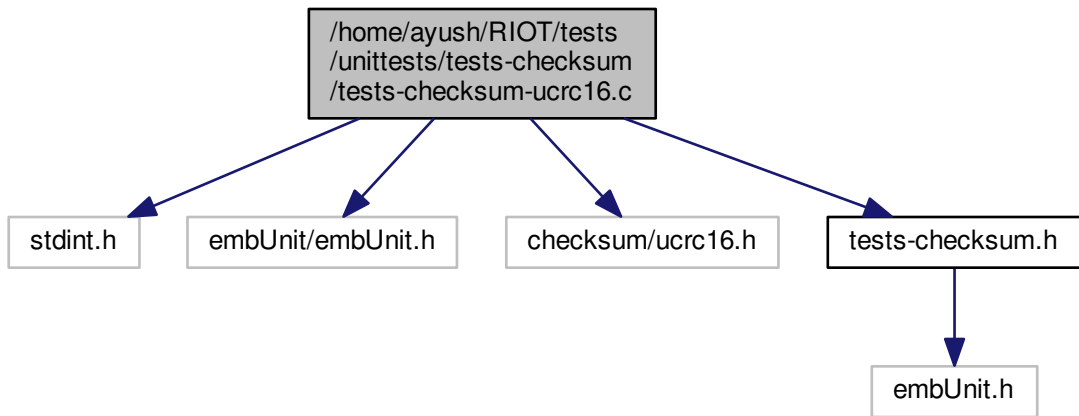 /home/ayush/RIOT/tests
/unittests/tests-checksum
/tests-checksum-ucrc16.c
stdint.h
embUnit/embUnit.h
checksum/ucrc16.h
tests-checksum.h
embUnit.h